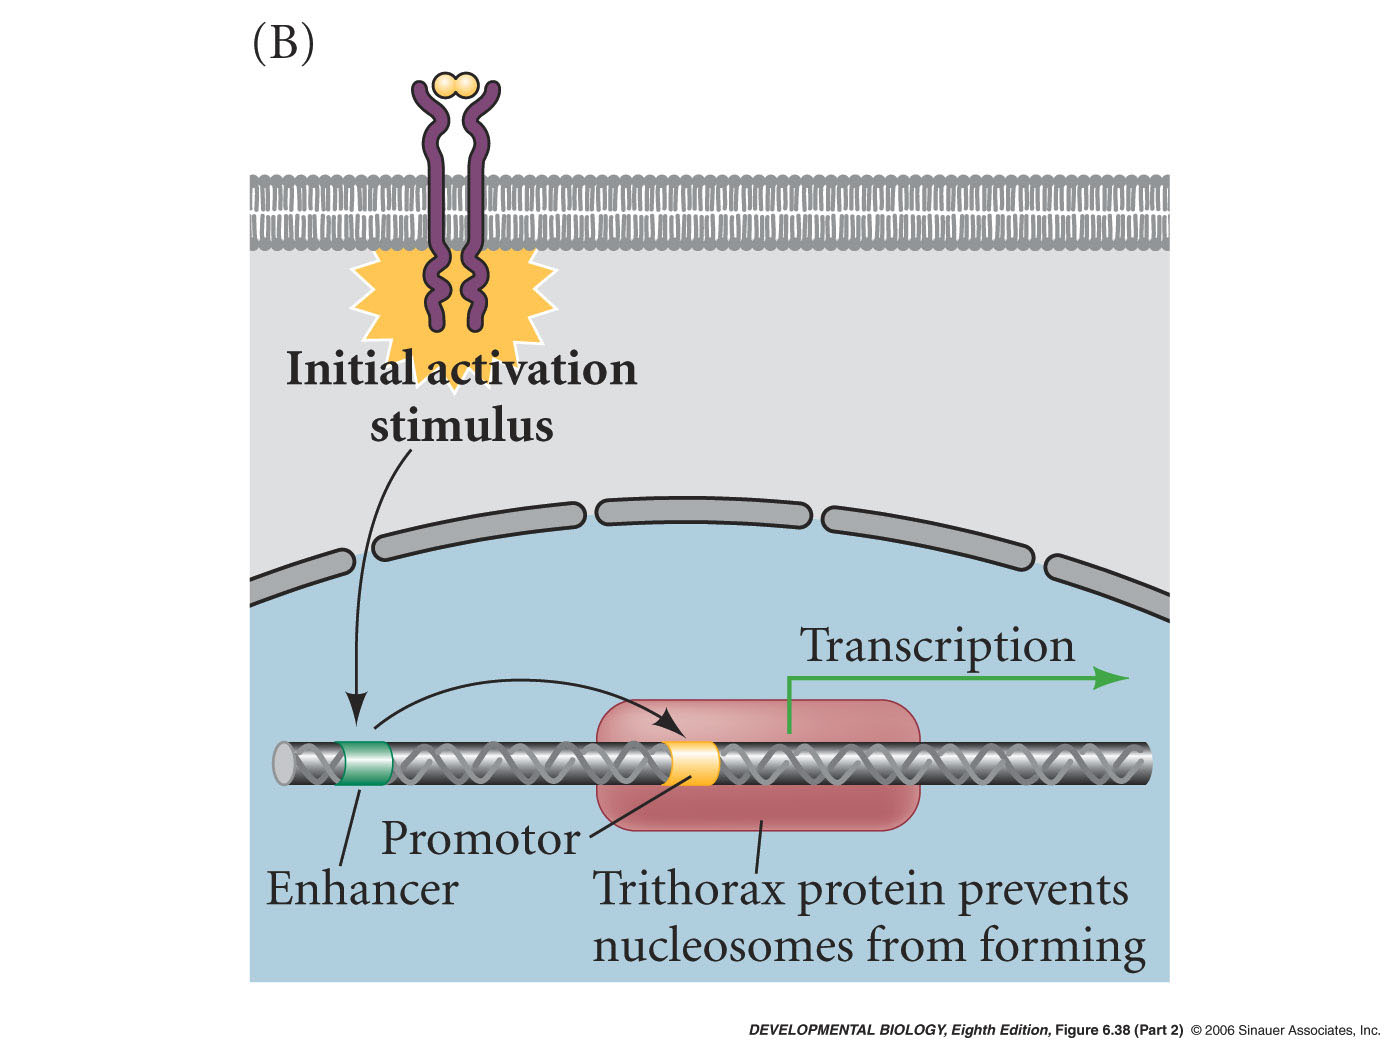 (B)
Initial activation
stimulus
Transcription
Promotor
Enhancer
Trithorax protein prevents
nucleosomes from forming
DEVELOPMENTAL BIOLOGY, Eighth Edition, Figure 6.38 (Part 2) © 2006 Sinauer Associates, Inc.